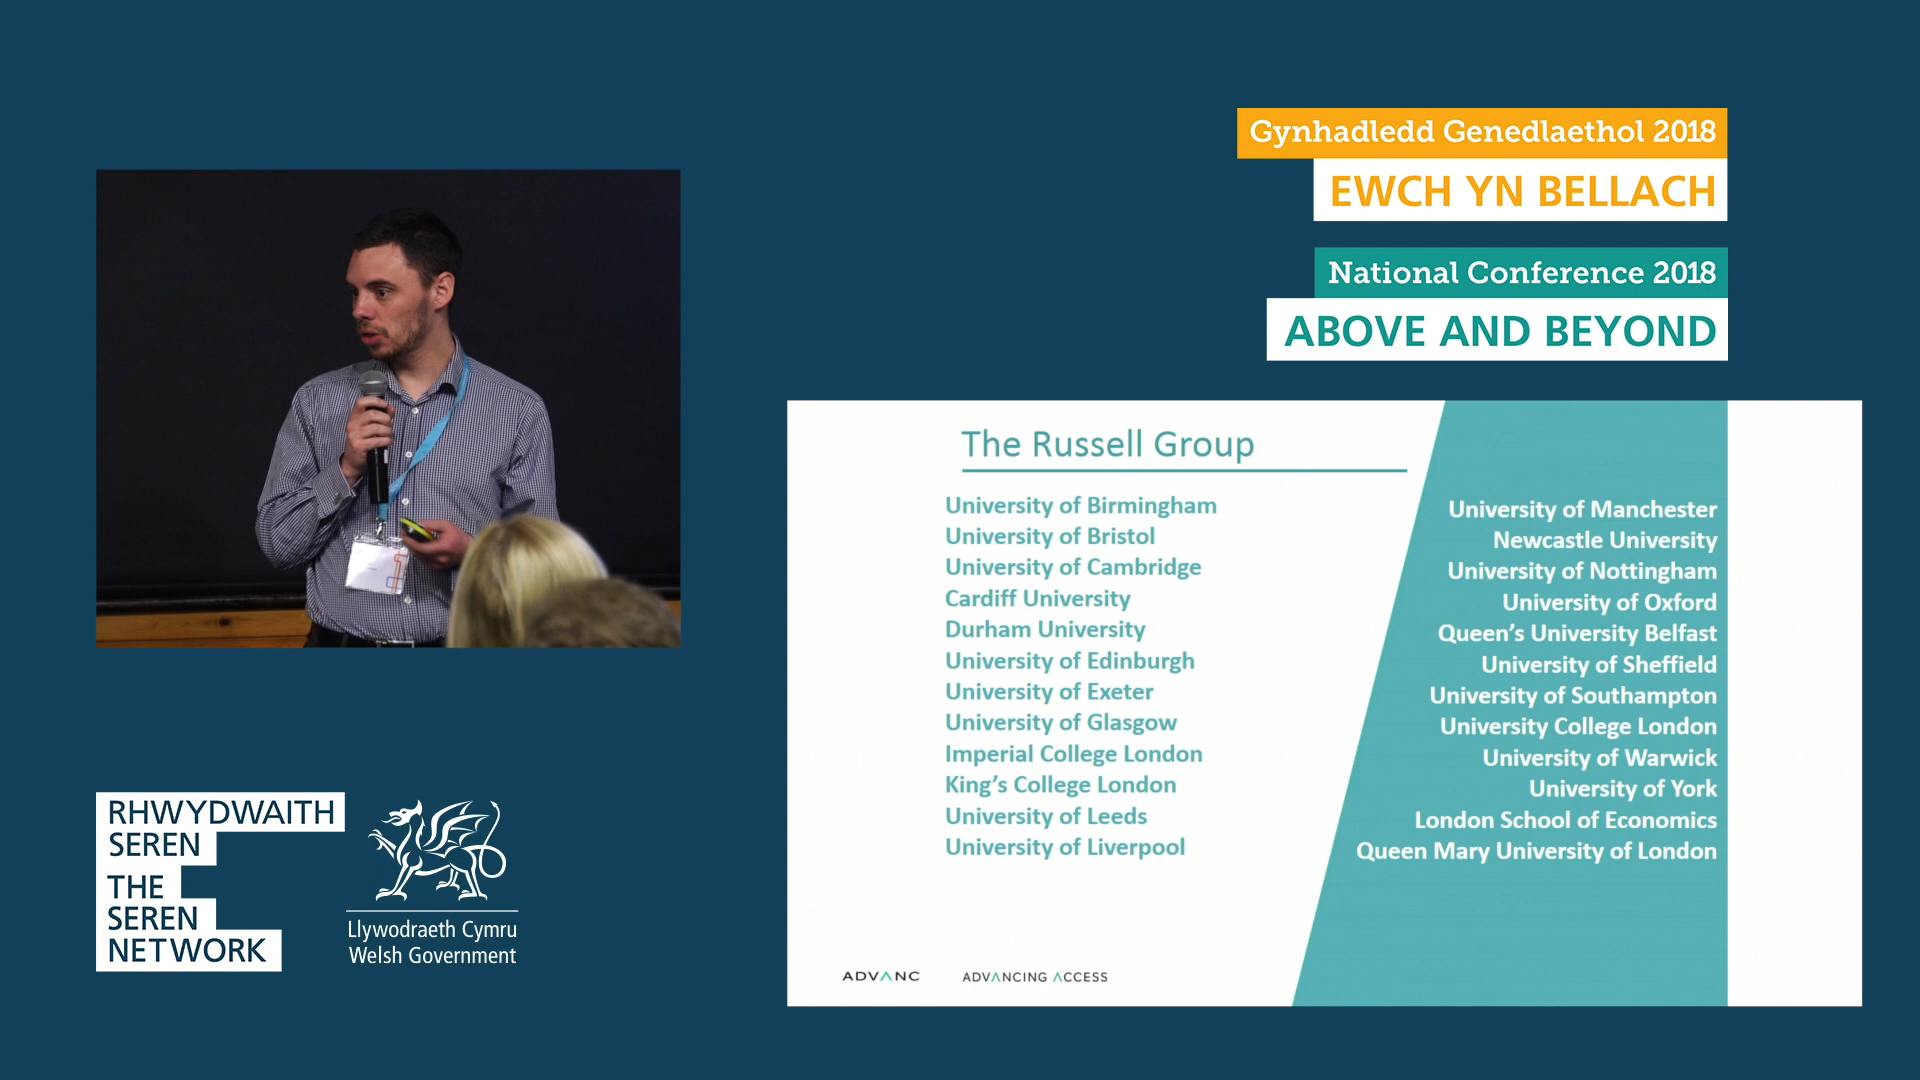 Gynhadledd Genedlaethol 2018
EWCH YN BELLACH
National Conference 2018
ABOVE AND BEYOND
The Russell Group
University of Birmingham
University of Bristol
University of Cambridge
Cardiff University
Durham University
University of Edinburgh
University of Exeter
University of Glasgow
Imperial College London
King's College London
University of Leeds
University of Liverpool
University of Manchester
Newcastle University
University of Nottingham
University of Oxford
Queen's University Belfast
University of Sheffield
University of Southampton
University College London
University of Warwick
University of York
London School of Economics
Queen Mary University of London
ADVANC
ADVANCING ACCESS
RHWYDWAITH
SEREN
THE
SEREN
NETWORK
Llywodraeth Cymru
Welsh Government